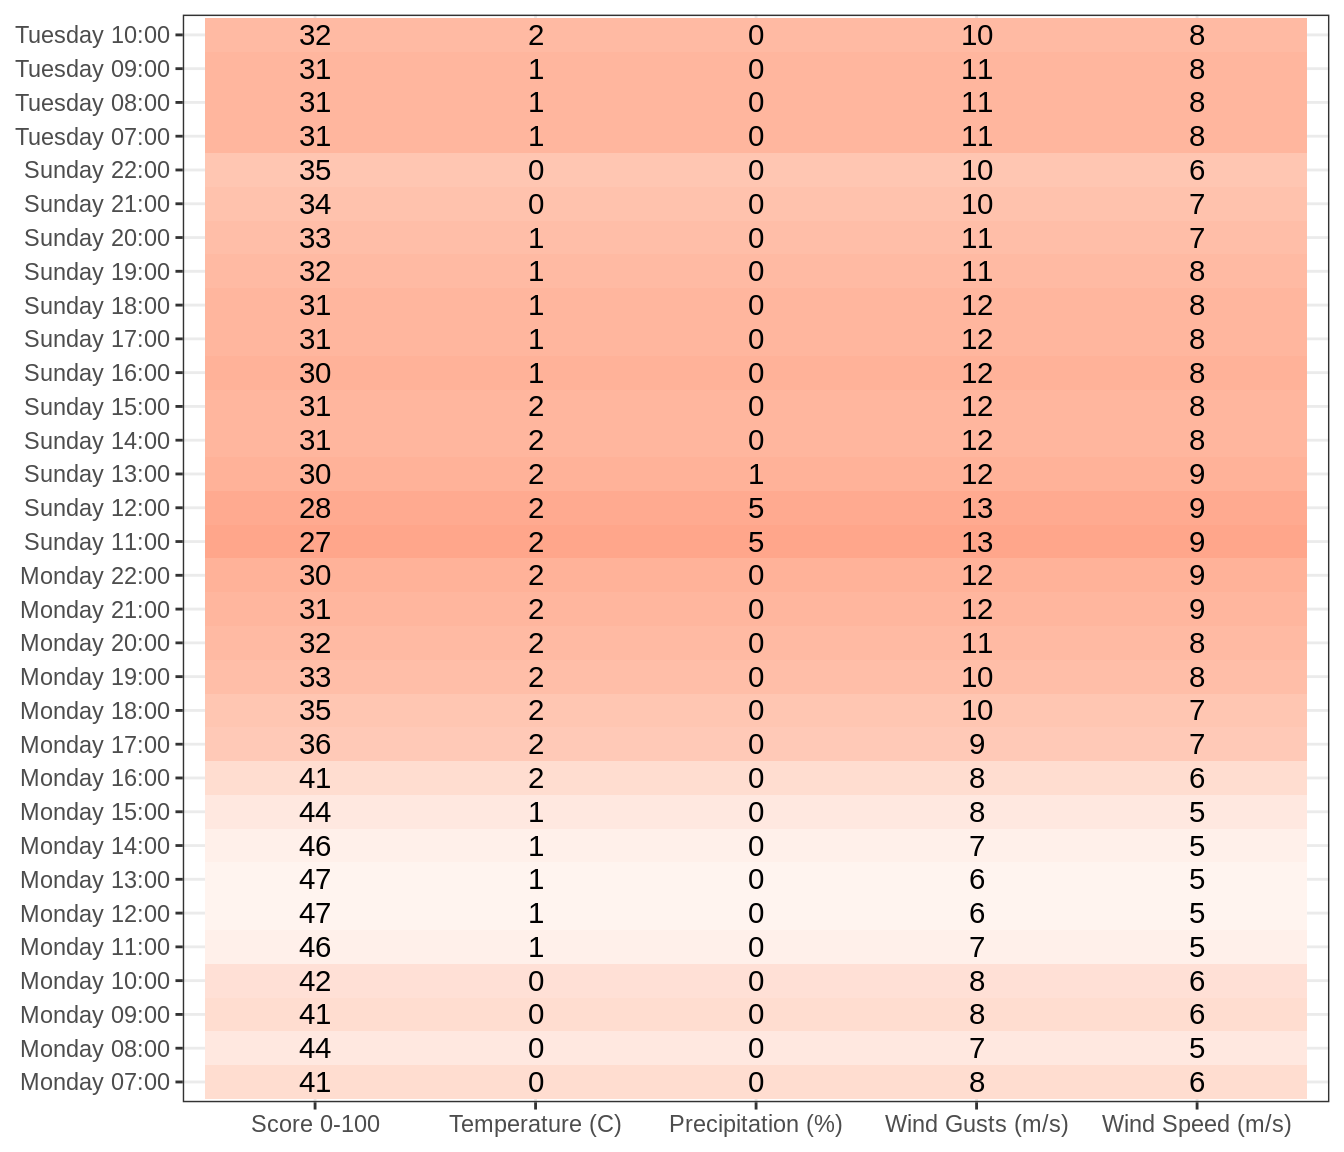 Tuesday 10:00 32 2 0 10 8
Tuesday 09:00 31 1 0 11 8
Tuesday 08:00 31 1 0 11 8
Tuesday 07:00 31 1 0 11 8
Sunday 22:00 35 0 0 10 6
Sunday 21:00 34 0 0 10 7
Sunday 20:00 33 1 0 11 7
Sunday 19:00 32 1 0 11 8
Sunday 18:00 31 1 0 12 8
Sunday 17:00 31 1 0 12 8
Sunday 16:00 30 1 0 12 8
Sunday 15:00 31 2 0 12 8
Sunday 14:00 31 2 0 12 8
Sunday 13:00 30 2 1 12 9
Sunday 12:00 28 2 5 13 9
Sunday 11:00 27 2 5 13 9
Monday 22:00 30 2 0 12 9
Monday 21:00 31 2 0 12 9
Monday 20:00 32 2 0 11 8
Monday 19:00 33 2 0 10 8
Monday 18:00 35 2 0 10 7
Monday 17:00 36 2 0 9 7
Monday 16:00 41 2 0 8 6
Monday 15:00 44 1 0 8 5
Monday 14:00 46 1 0 7 5
Monday 13:00 47 1 0 6 5
Monday 12:00 47 1 0 6 5
Monday 11:00 46 1 0 7 5
Monday 10:00 42 0 0 8 6
Monday 09:00 41 0 0 8 6
Monday 08:00 44 0 0 7 5
Monday 07:00 41 0 0 8 6
Score 0-100 Temperature (C) Precipitation (%) Wind Gusts (m/s) Wind Speed (m/s)